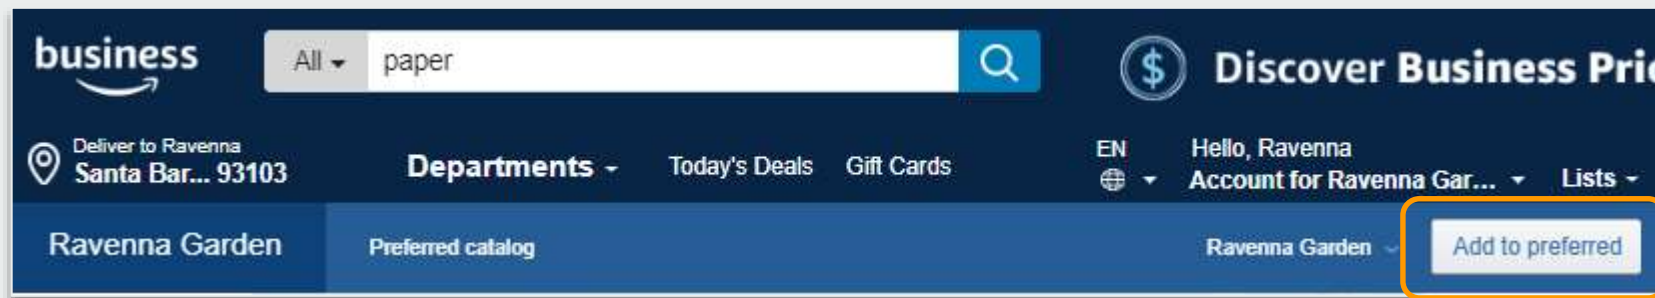 business
All
paper
Discover Business Pric
Deliver to Ravenna
Santa Bar... 93103
Departments
Today's Deals
Gift Cards
EN
Hello, Ravenna
Account for Ravenna Gar...
Lists
Ravenna Garden
Preferred catalog
Ravenna Garden
Add to preferred